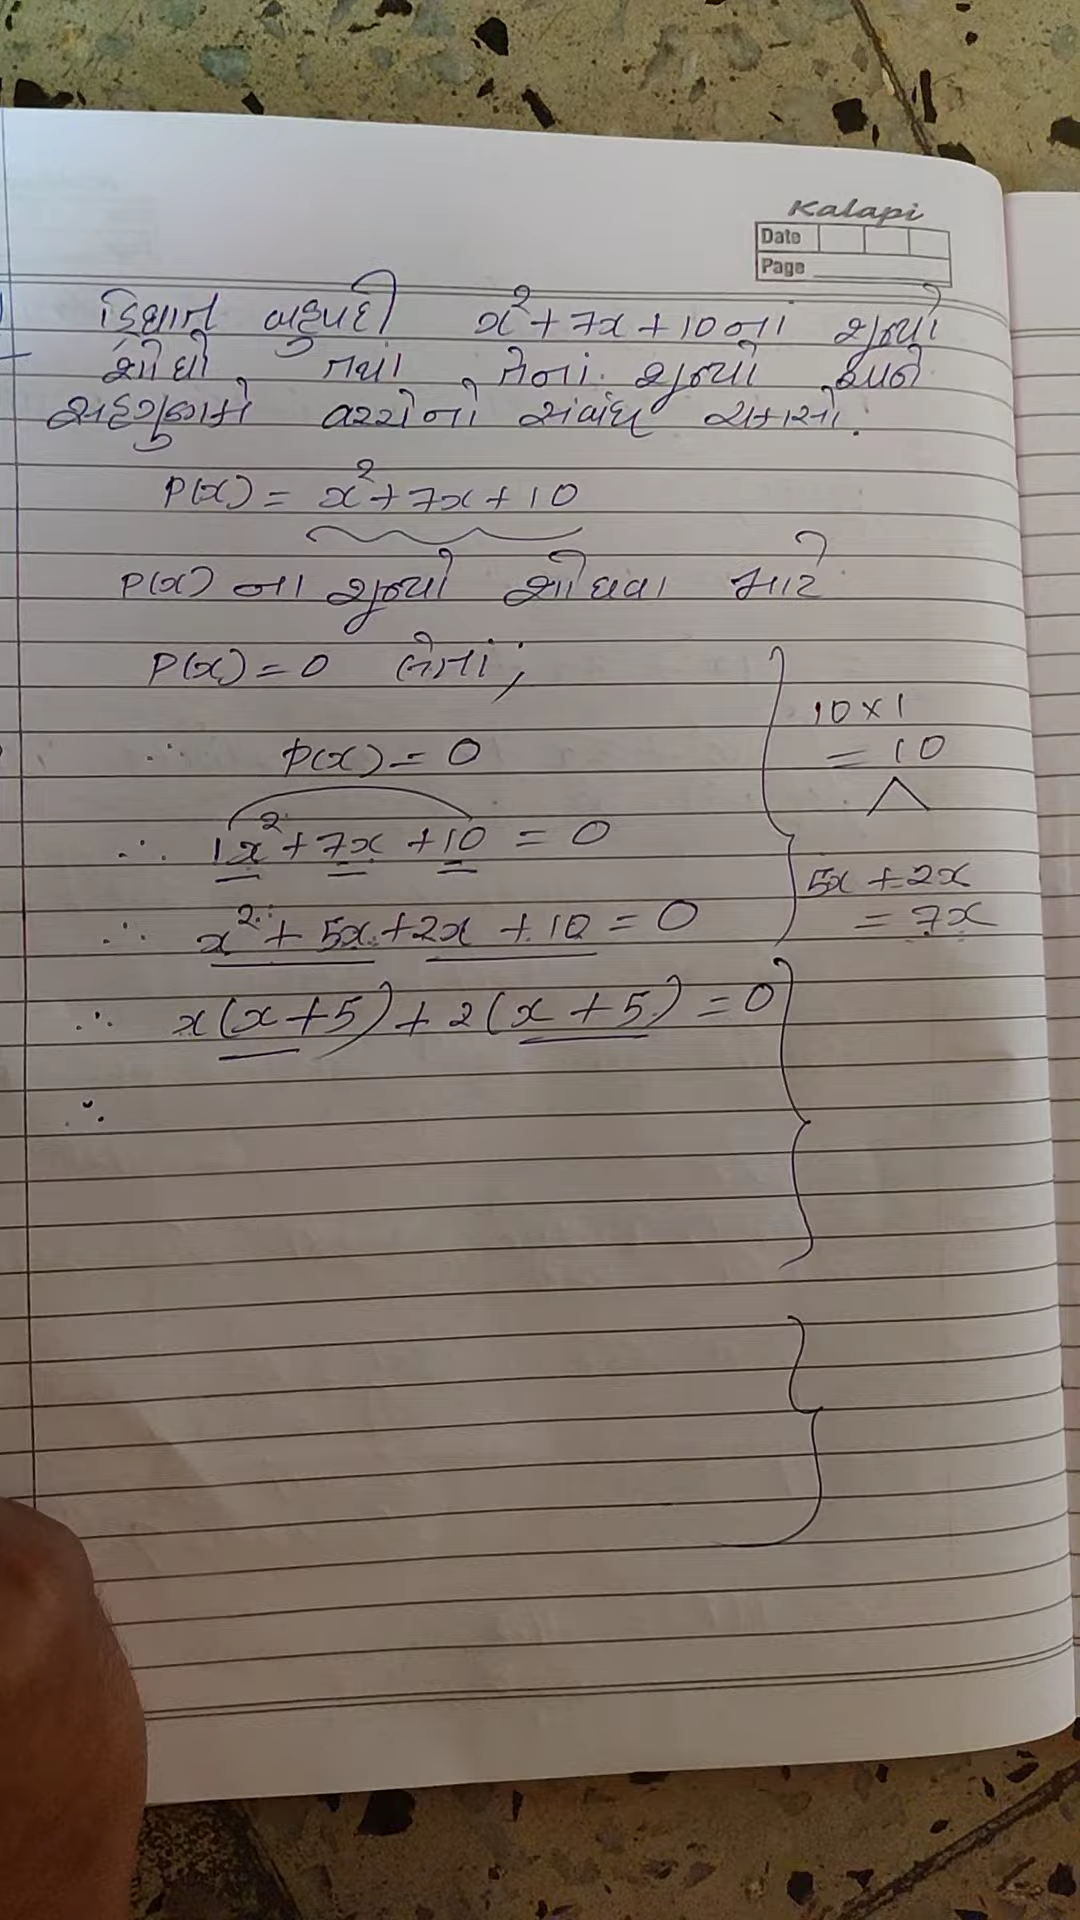 Kalapi
Date
Page
દ્વિઘાત બહુપદી x²+7x+10નાં શૂન્યો
શોધો તથા તેનાં શૂન્યો અને
સહગુણકો વચ્ચેનો સંબંધ ચકાસો.
P(x) = x²+7x+10
P(x) ના શૂન્યો શોધવા માટે
P(x)=0 લેતાં;
10×1
= 10
∴ P(x) = 0
∴ 1x²+7x+10 = 0
5x+2x
= 7x
∴ x²+5x+2x+10=0
∴ x(x+5)+2(x+5)=0
∴